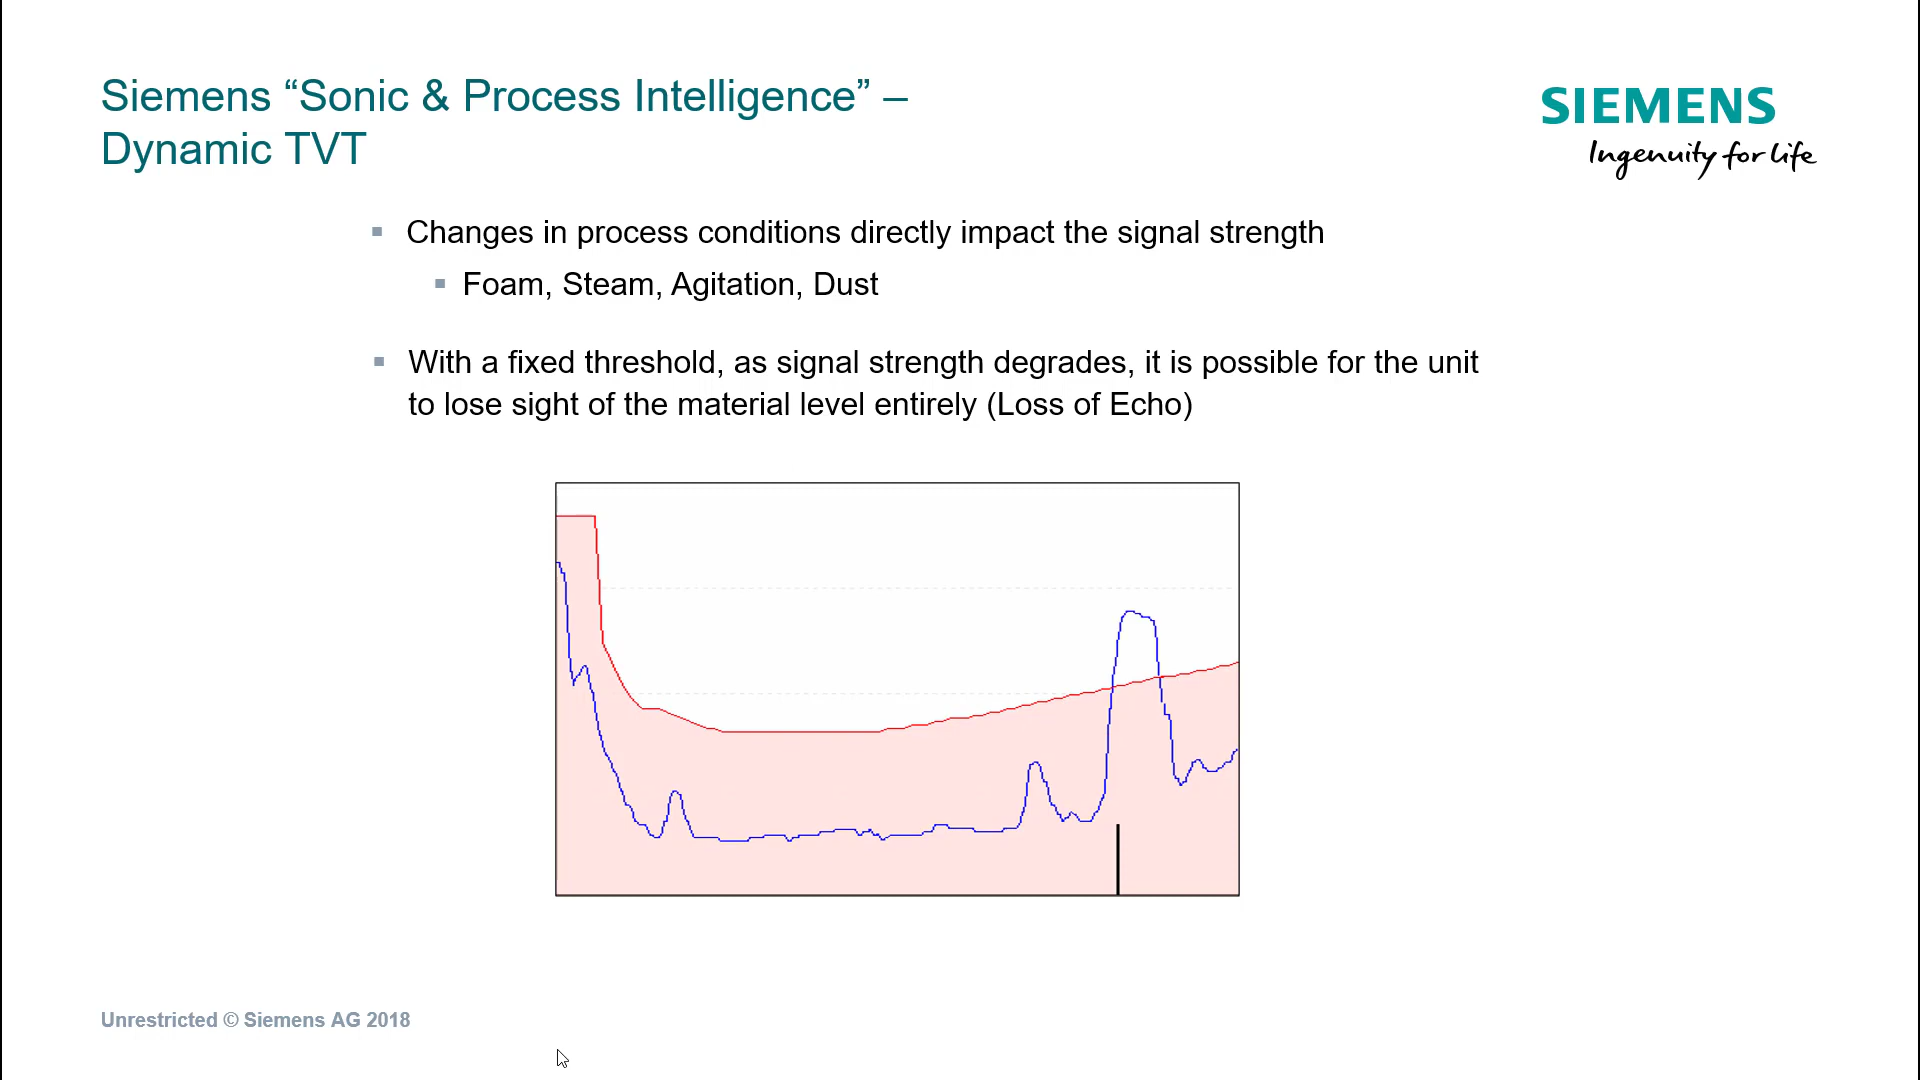 Siemens “Sonic & Process Intelligence” –
Dynamic TVT
SIEMENS
Ingenuity for life
Changes in process conditions directly impact the signal strength
Foam, Steam, Agitation, Dust
With a fixed threshold, as signal strength degrades, it is possible for the unit
to lose sight of the material level entirely (Loss of Echo)
Unrestricted © Siemens AG 2018